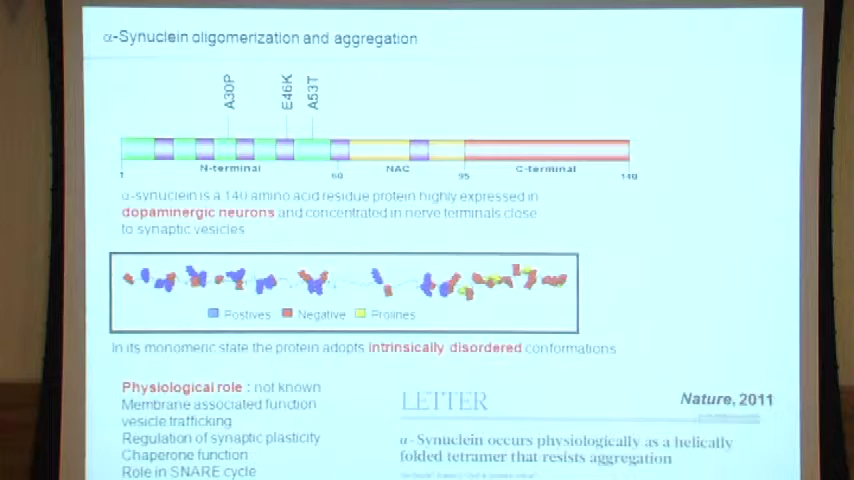 α-Synuclein oligomerization and aggregation
A30P
E46K
A53T
N-terminal
NAC
C-terminal
1
60
95
140
α-synuclein is a 140 amino acid residue protein highly expressed in
dopaminergic neurons and concentrated in nerve terminals close
to synaptic vesicles
Postives Negative Prolines
In its monomeric state the protein adopts intrinsically disordered conformations
Physiological role : not known
Membrane associated function
vesicle trafficking
Regulation of synaptic plasticity
Chaperone function
Role in SNARE cycle
LETTER
Nature, 2011
α-Synuclein occurs physiologically as a helically
folded tetramer that resists aggregation